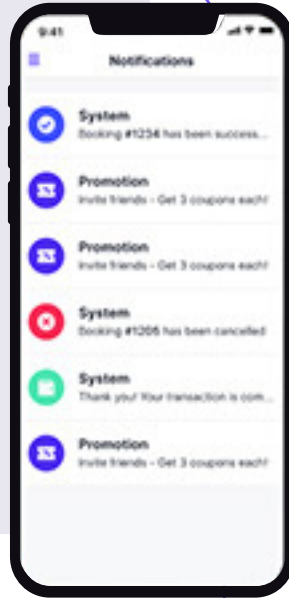 9:41
Notifications
System
Booking #1234 has been success...
Promotion
Invite friends - Get 3 coupons each!
Promotion
Invite friends - Get 3 coupons each!
System
Booking #1205 has been cancelled
System
Thank you! Your transaction is com...
Promotion
Invite friends - Get 3 coupons each!